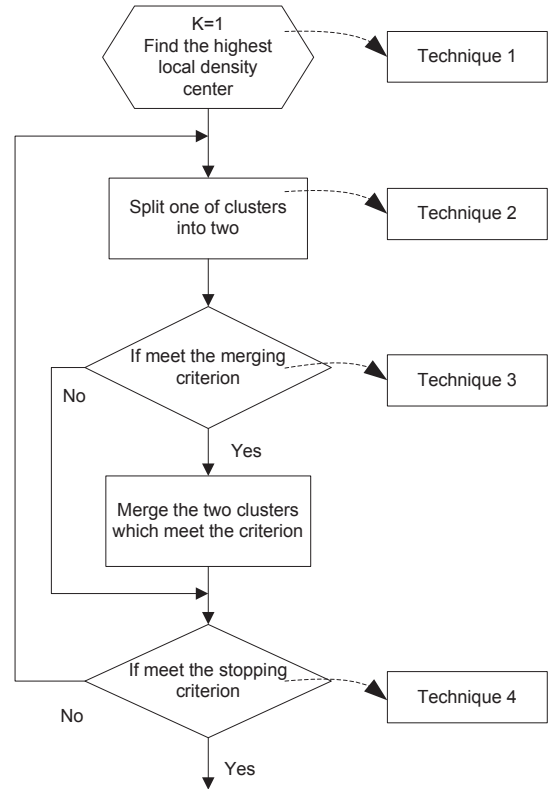 K=1
Find the highest
local density
center
Technique 1
Split one of clusters
into two
Technique 2
If meet the merging
criterion
Technique 3
No
Yes
Merge the two clusters
which meet the criterion
If meet the stopping
criterion
Technique 4
No
Yes